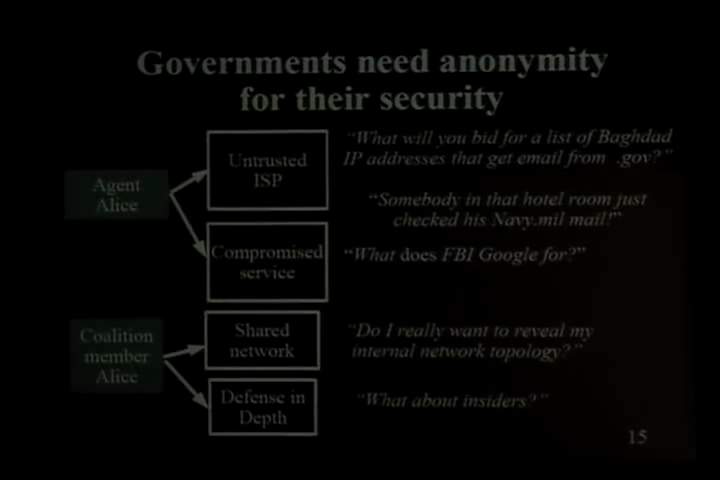 Governments need anonymity
for their security
Agent
Alice
Untrusted
ISP
"What will you bid for a list of Baghdad
IP addresses that get email from .gov?"
"Somebody in that hotel room just
checked his Navy.mil mail!"
Compromised
service
"What does FBI Google for?"
Coalition
member
Alice
Shared
network
"Do I really want to reveal my
internal network topology?"
Defense in
Depth
"What about insiders?"
15